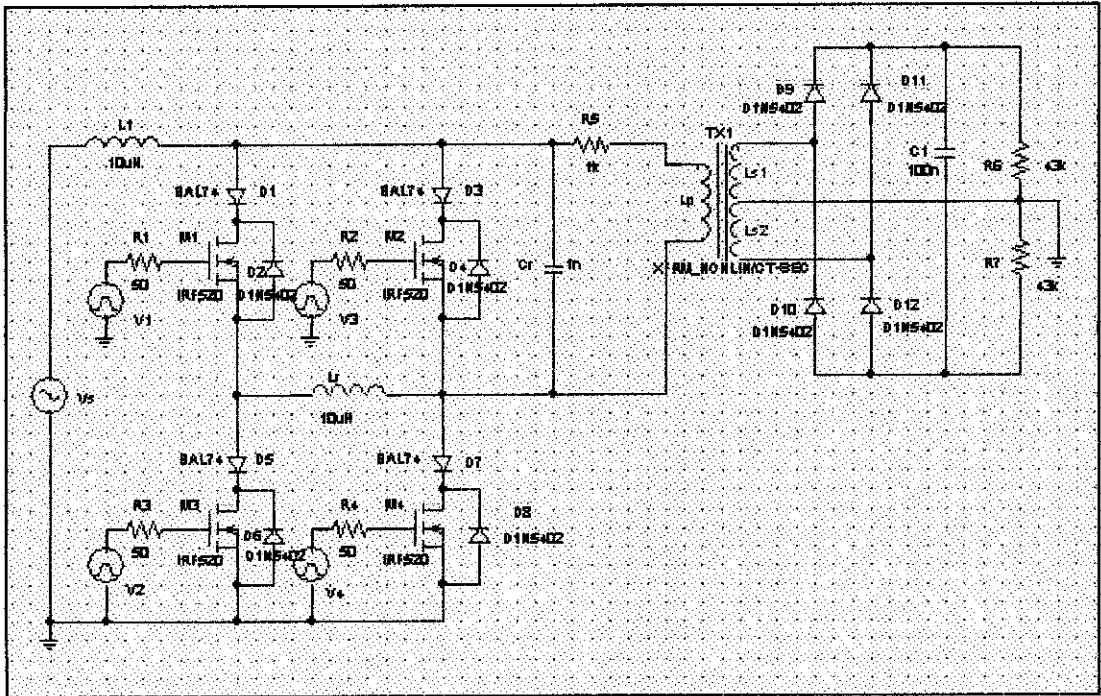 L1
10uH
BAL74 D1
BAL74 D3
R1
50
M1
IRF520
D2
D1N5402
V1
R2
50
M2
IRF520
D4
D1N5402
V3
Cr
1n
R5
1k
TX1
Lp
Ls1
Ls2
D9
D1N5402
D11
D1N5402
C1
100n
R6
43k
R7
43k
D10
D1N5402
D12
D1N5402
Vs
10uH
BAL74 D5
BAL74 D7
R3
50
M3
IRF520
D6
D1N5402
V2
R4
50
M4
IRF520
D8
D1N5402
V4